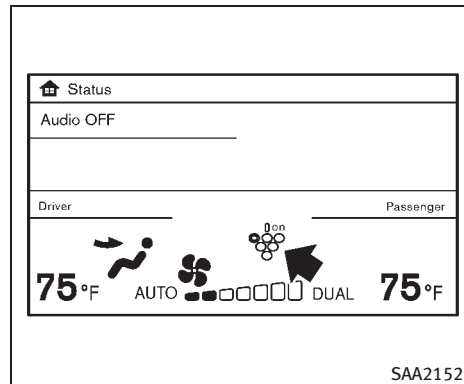 Status
Audio OFF
Driver
Passenger
on
75°F
AUTO
DUAL
75°F
SAA2152